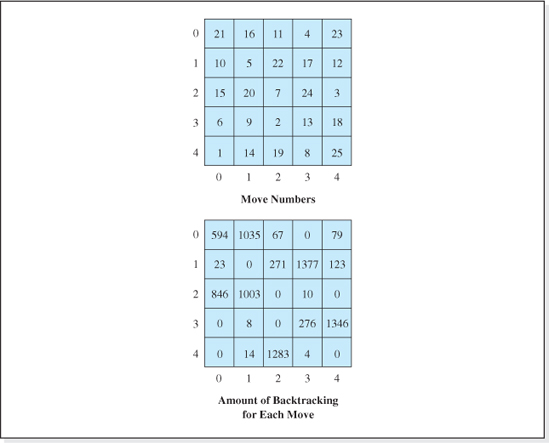 0 21 16 11 4 23
1 10 5 22 17 12
2 15 20 7 24 3
3 6 9 2 13 18
4 1 14 19 8 25
0 1 2 3 4
Move Numbers
0 594 1035 67 0 79
1 23 0 271 1377 123
2 846 1003 0 10 0
3 0 8 0 276 1346
4 0 14 1283 4 0
0 1 2 3 4
Amount of Backtracking
for Each Move